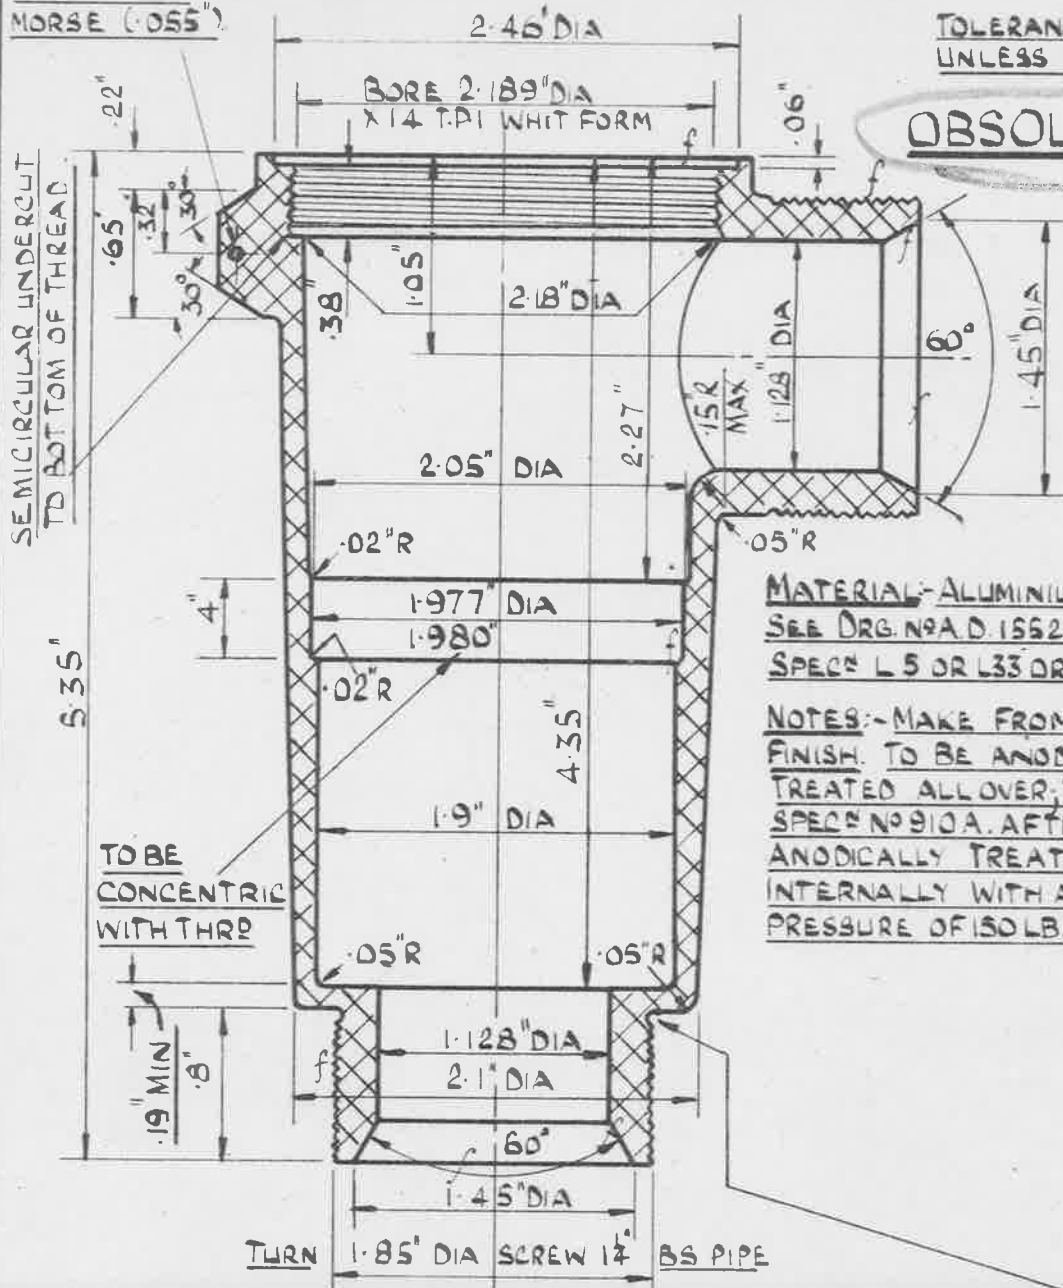 MORSE (·055")
2·46" DIA
TOLERAN
UNLESS
BORE 2·189" DIA
X 14 T.P.I WHIT FORM
·06"
OBSOL
·22"
SEMICIRCULAR UNDERCUT
TO BOTTOM OF THREAD
·65"
·32"
30°
30°
f
f
f
·38"
1·05"
2·18" DIA
1·128" DIA
60°
1·45" DIA
·15"R
MAX
f
2·27"
2·05" DIA
·02"R
·05"R
·4"
1·977" DIA
1·980"
f
·02"R
MATERIAL:- ALUMINIU
SEE DRG. Nº A.D. 1552
SPECN L 5 OR L33 OR
5·35"
4·35"
NOTES:- MAKE FROM
FINISH. TO BE ANOD
TREATED ALL OVER;
SPECN Nº 910 A. AFT
ANODICALLY TREAT
INTERNALLY WITH A
PRESSURE OF 150 LB
1·9" DIA
TO BE
CONCENTRIC
WITH THRD
·05"R
·05"R
·19" MIN
·8"
f
1·128" DIA
2·1" DIA
60°
f
f
1·45" DIA
TURN 1·85" DIA SCREW 1¼" BS PIPE